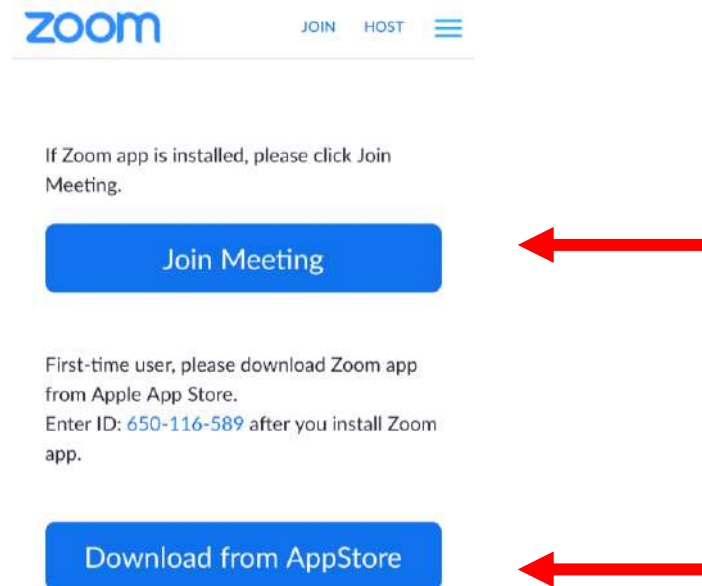 zoom JOIN HOST
If Zoom app is installed, please click Join
Meeting.
Join Meeting
First-time user, please download Zoom app
from Apple App Store.
Enter ID: 650-116-589 after you install Zoom
app.
Download from AppStore